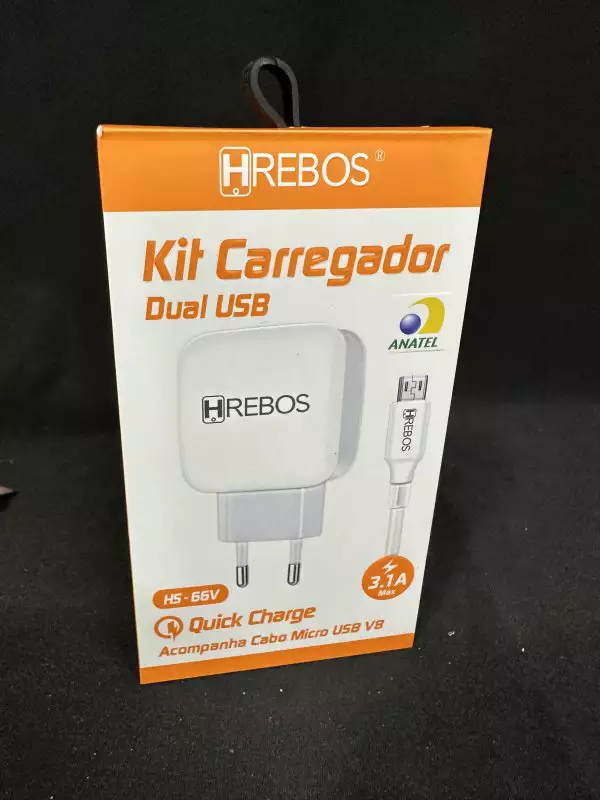 HREBOS®
Kit Carregador
Dual USB
ANATEL
HREBOS
HREBOS
3.1A
Max
HS-66V
Quick Charge
Acompanha Cabo Micro USB V8